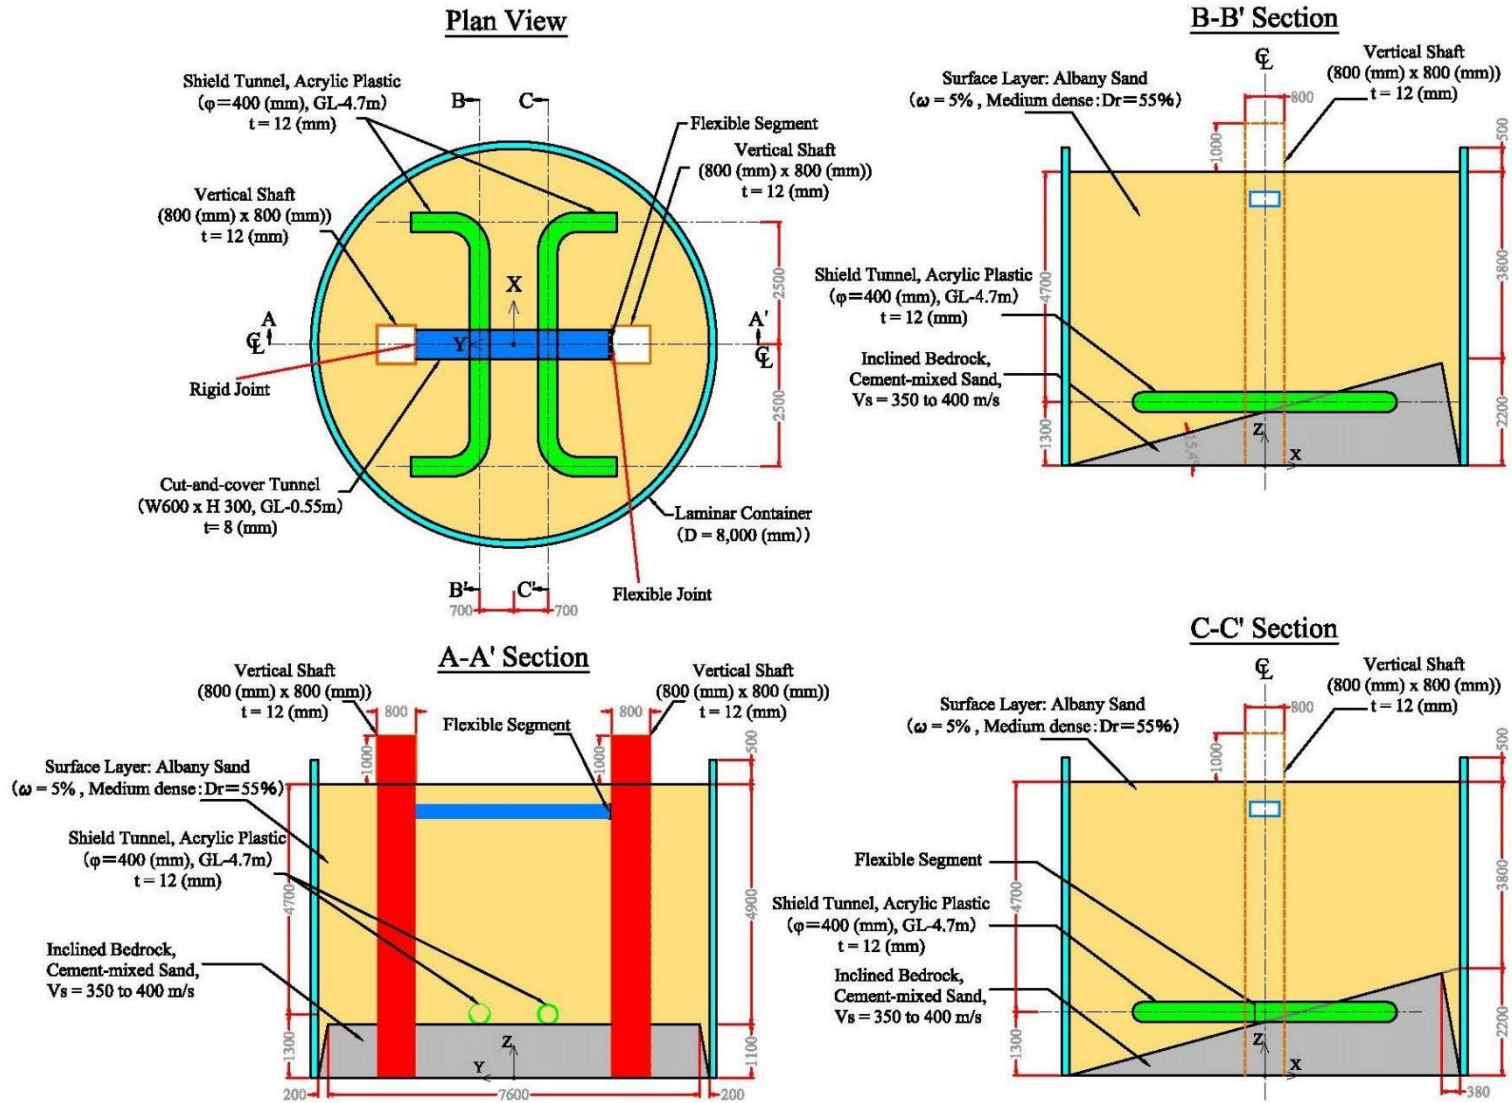 Plan View
Shield Tunnel, Acrylic Plastic
(φ=400 (mm), GL-4.7m)
t = 12 (mm)
B
C
Flexible Segment
Vertical Shaft
(800 (mm) x 800 (mm))
t = 12 (mm)
Vertical Shaft
(800 (mm) x 800 (mm))
t = 12 (mm)
X
2500
A
A'
CL
Y
CL
Rigid Joint
2500
Cut-and-cover Tunnel
(W600 x H 300, GL-0.55m)
t= 8 (mm)
Laminar Container
(D = 8,000 (mm))
B'
C'
Flexible Joint
700
700
B-B' Section
CL
Vertical Shaft
(800 (mm) x 800 (mm))
t = 12 (mm)
Surface Layer: Albany Sand
(ω = 5% , Medium dense:Dr=55%)
800
1000
500
Shield Tunnel, Acrylic Plastic
(φ=400 (mm), GL-4.7m)
t = 12 (mm)
4700
3800
Inclined Bedrock,
Cement-mixed Sand,
Vs = 350 to 400 m/s
1300
2200
Z
X
A-A' Section
Vertical Shaft
(800 (mm) x 800 (mm))
t = 12 (mm)
Vertical Shaft
(800 (mm) x 800 (mm))
t = 12 (mm)
800
800
Flexible Segment
1000
1000
500
Surface Layer: Albany Sand
(ω = 5% , Medium dense:Dr=55%)
Shield Tunnel, Acrylic Plastic
(φ=400 (mm), GL-4.7m)
t = 12 (mm)
4700
4900
Inclined Bedrock,
Cement-mixed Sand,
Vs = 350 to 400 m/s
1300
1100
Z
Y
200
7600
200
C-C' Section
CL
Vertical Shaft
(800 (mm) x 800 (mm))
t = 12 (mm)
Surface Layer: Albany Sand
(ω = 5% , Medium dense:Dr=55%)
800
1000
500
Flexible Segment
4700
3800
Shield Tunnel, Acrylic Plastic
(φ=400 (mm), GL-4.7m)
t = 12 (mm)
Inclined Bedrock,
Cement-mixed Sand,
Vs = 350 to 400 m/s
1300
2200
Z
X
380